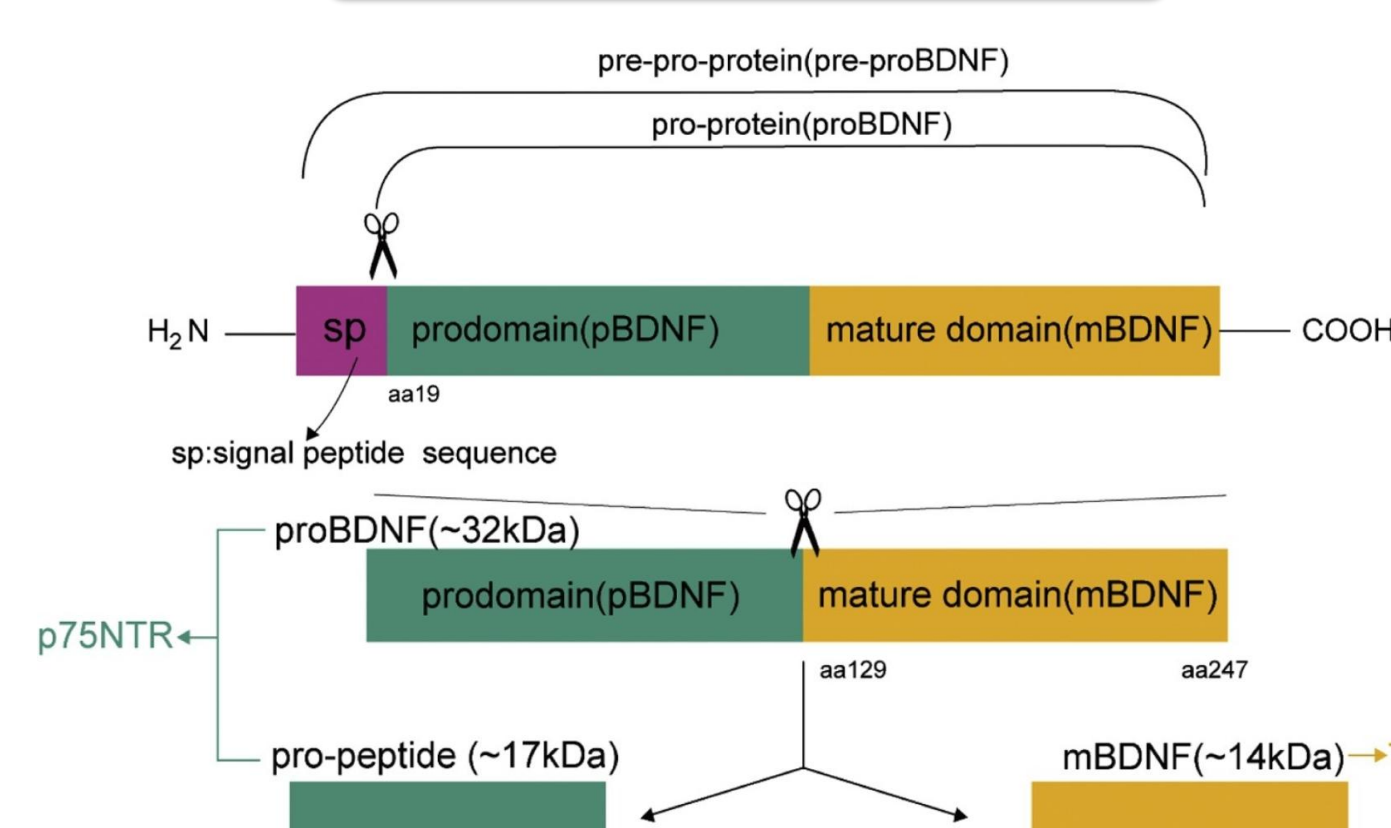 pre-pro-protein(pre-proBDNF)
pro-protein(proBDNF)
H2 N
sp
prodomain(pBDNF)
mature domain(mBDNF)
COOH
aa19
sp:signal peptide sequence
proBDNF(~32kDa)
prodomain(pBDNF)
mature domain(mBDNF)
p75NTR
aa129
aa247
pro-peptide (~17kDa)
mBDNF(~14kDa)